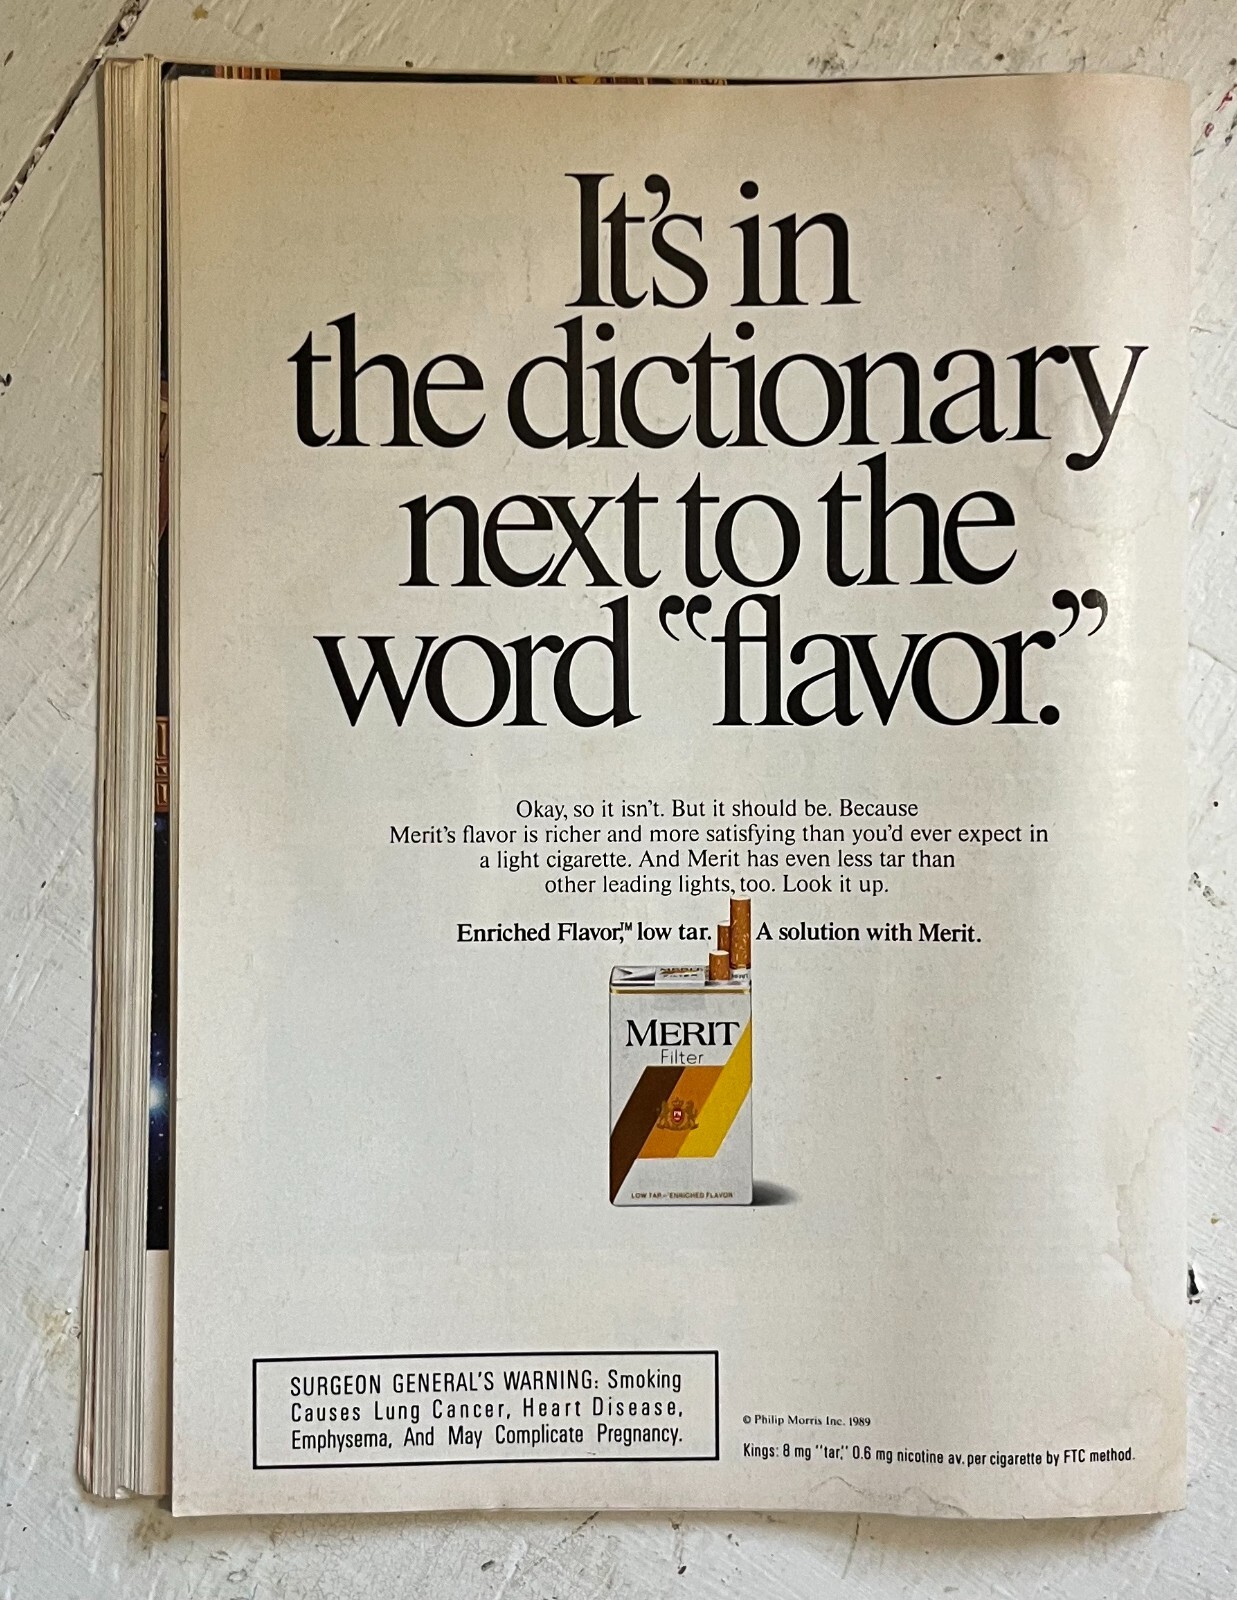 It's in
the dictionary
next to the
word “flavor.”
Okay, so it isn't. But it should be. Because
Merit's flavor is richer and more satisfying than you'd ever expect in
a light cigarette. And Merit has even less tar than
other leading lights, too. Look it up.
Enriched Flavor,™ low tar. A solution with Merit.
MERIT
Filter
LOW TAR–ENRICHED FLAVOR
SURGEON GENERAL'S WARNING: Smoking
Causes Lung Cancer, Heart Disease,
Emphysema, And May Complicate Pregnancy.
© Philip Morris Inc. 1989
Kings: 8 mg "tar," 0.6 mg nicotine av. per cigarette by FTC method.